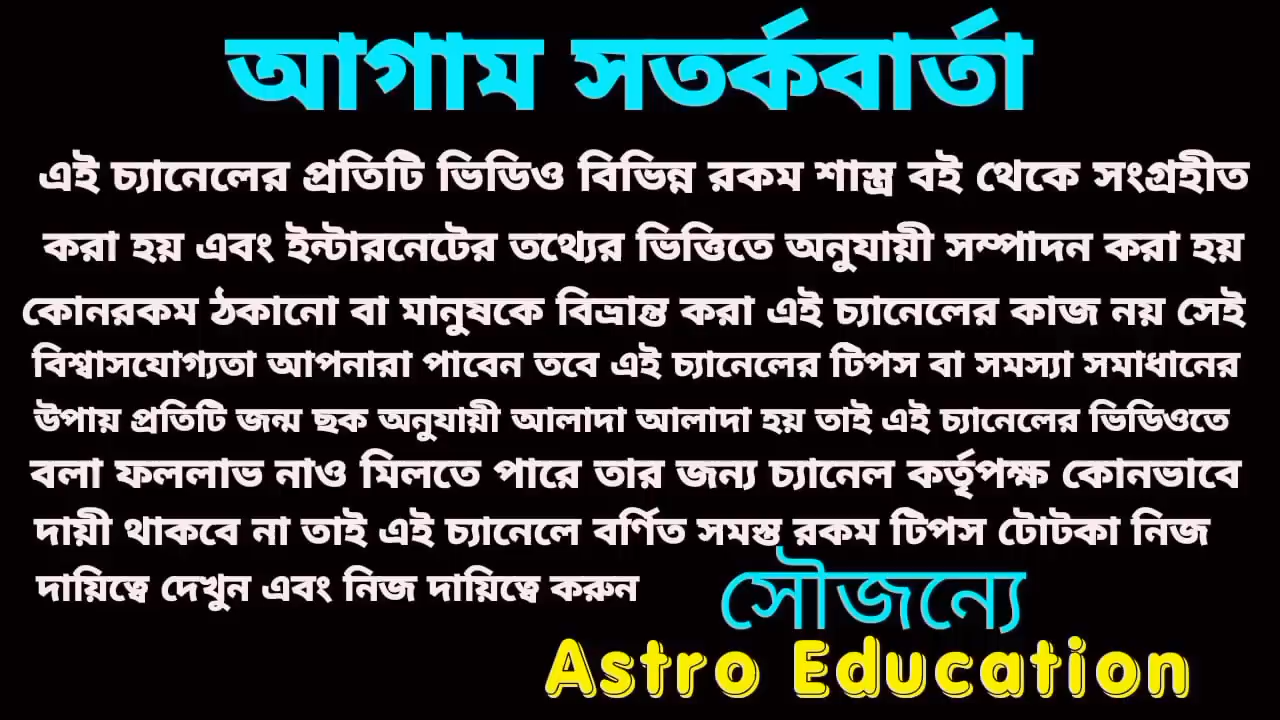 আগাম সতর্কবার্তা
এই চ্যানেলের প্রতিটি ভিডিও বিভিন্ন রকম শাস্ত্র বই থেকে সংগ্রহীত
করা হয় এবং ইন্টারনেটের তথ্যের ভিত্তিতে অনুযায়ী সম্পাদন করা হয়
কোনরকম ঠকানো বা মানুষকে বিভ্রান্ত করা এই চ্যানেলের কাজ নয় সেই
বিশ্বাসযোগ্যতা আপনারা পাবেন তবে এই চ্যানেলের টিপস বা সমস্যা সমাধানের
উপায় প্রতিটি জন্ম ছক অনুযায়ী আলাদা আলাদা হয় তাই এই চ্যানেলের ভিডিওতে
বলা ফললাভ নাও মিলতে পারে তার জন্য চ্যানেল কর্তৃপক্ষ কোনভাবে
দায়ী থাকবে না তাই এই চ্যানেলে বর্ণিত সমস্ত রকম টিপস টোটকা নিজ
দায়িত্বে দেখুন এবং নিজ দায়িত্বে করুন
সৌজন্যে
Astro Education